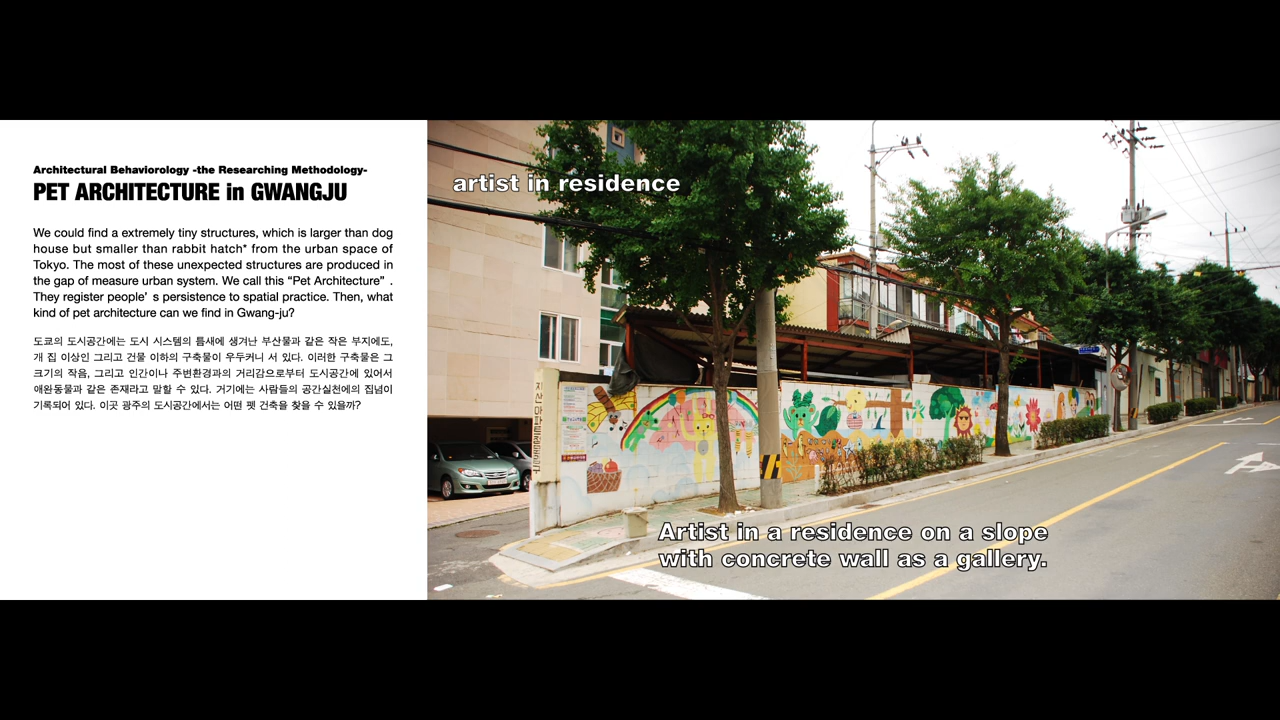 Architectural Behaviorology -the Researching Methodology-
PET ARCHITECTURE in GWANGJU
We could find a extremely tiny structures, which is larger than dog
house but smaller than rabbit hatch* from the urban space of
Tokyo. The most of these unexpected structures are produced in
the gap of measure urban system. We call this “Pet Architecture” .
They register people’ s persistence to spatial practice. Then, what
kind of pet architecture can we find in Gwang-ju?
도쿄의 도시공간에는 도시 시스템의 틈새에 생겨난 부산물과 같은 작은 부지에도,
개 집 이상인 그리고 건물 이하의 구축물이 우두커니 서 있다. 이러한 구축물은 그
크기의 작음, 그리고 인간이나 주변환경과의 거리감으로부터 도시공간에 있어서
애완동물과 같은 존재라고 말할 수 있다. 거기에는 사람들의 공간실천에의 집념이
기록되어 있다. 이곳 광주의 도시공간에서는 어떤 펫 건축을 찾을 수 있을까?
artist in residence
Artist in a residence on a slope
with concrete wall as a gallery.